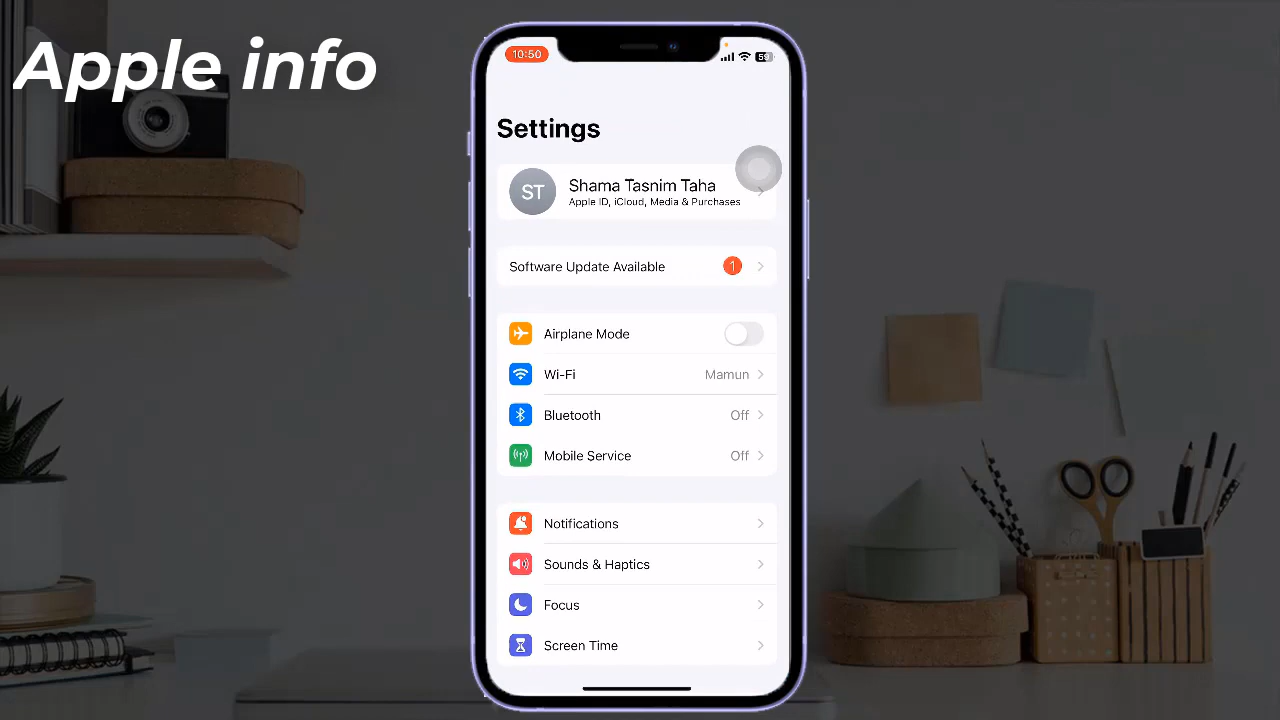 Apple info
10:50
59
Settings
ST
Shama Tasnim Taha
Apple ID, iCloud, Media & Purchases
Software Update Available
1
Airplane Mode
Wi-Fi
Mamun
Bluetooth
Off
Mobile Service
Off
Notifications
Sounds & Haptics
Focus
Screen Time